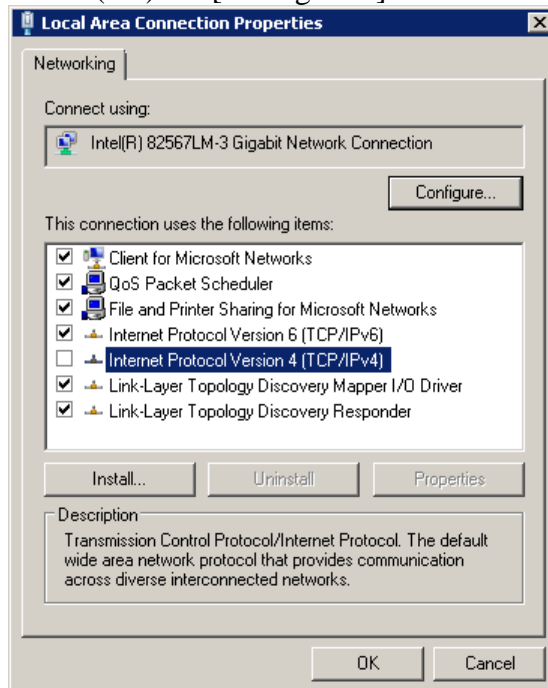 Local Area Connection Properties
Networking
Connect using:
Intel(R) 82567LM-3 Gigabit Network Connection
Configure...
This connection uses the following items:
Client for Microsoft Networks
QoS Packet Scheduler
File and Printer Sharing for Microsoft Networks
Internet Protocol Version 6 (TCP/IPv6)
Internet Protocol Version 4 (TCP/IPv4)
Link-Layer Topology Discovery Mapper I/O Driver
Link-Layer Topology Discovery Responder
Install... Uninstall Properties
Description
Transmission Control Protocol/Internet Protocol. The default
wide area network protocol that provides communication
across diverse interconnected networks.
OK Cancel